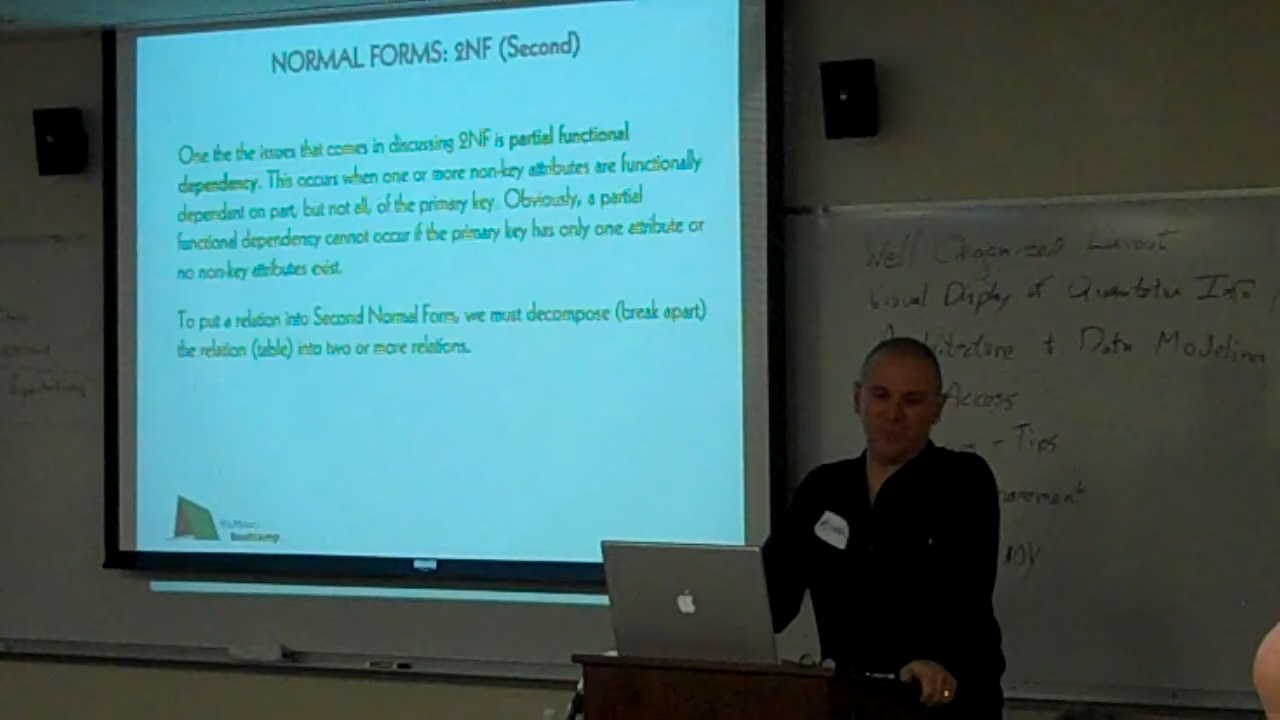 NORMAL FORMS: 2NF (Second)
One the the issues that comes in discussing 2NF is partial functional
dependency. This occurs when one or more non-key attributes are functionally
dependant on part, but not all, of the primary key. Obviously, a partial
functional dependency cannot occur if the primary key has only one attribute or
no non-key attributes exist.
To put a relation into Second Normal Form, we must decompose (break apart)
the relation (table) into two or more relations.
Bootcamp
Well Organized Layout
Visual Display of Quantitative Info
& Data Modeling
Access
- Tips